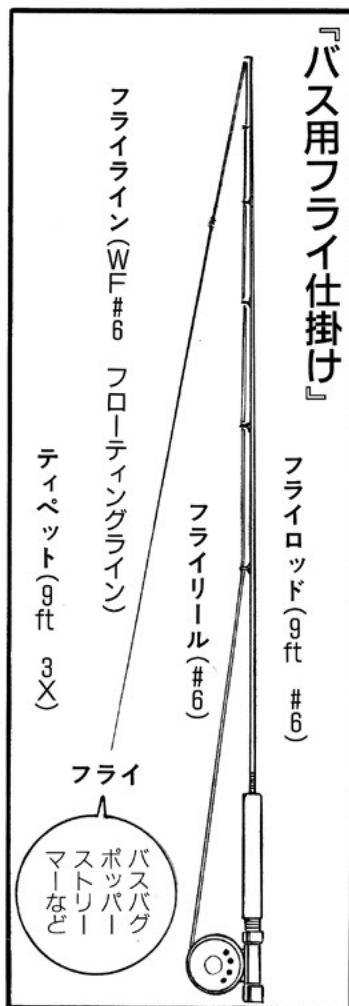 『バス用フライ仕掛け』
フライロッド(9ft #6)
フライリール(#6)
フライライン(WF#6 フローティングライン)
ティペット(9ft 3X)
フライ
バスバグ
ポッパー
ストリー
マーなど